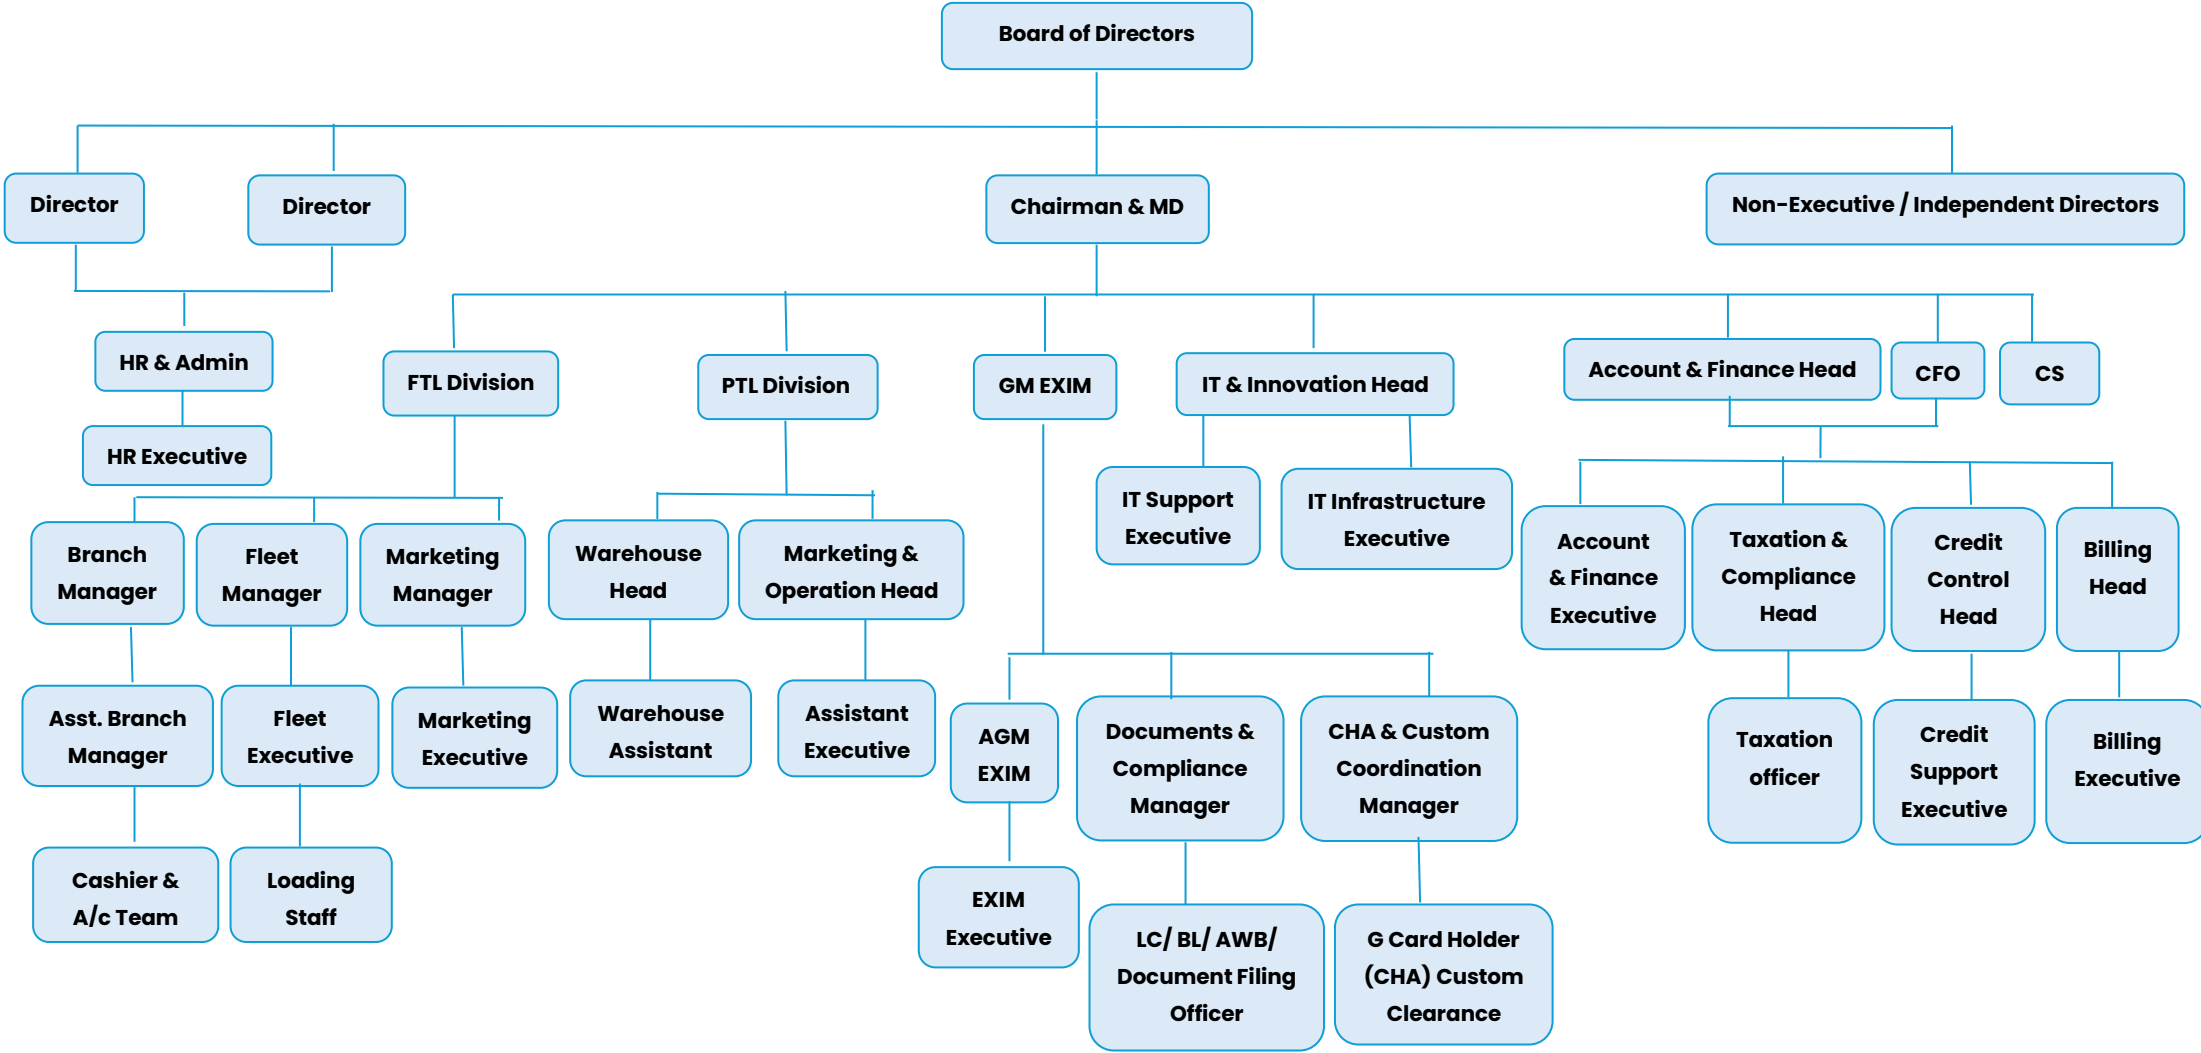 Board of Directors
Director
Director
Chairman & MD
Non-Executive / Independent Directors
HR & Admin
HR Executive
FTL Division
PTL Division
GM EXIM
IT & Innovation Head
Account & Finance Head
CFO
CS
Branch
Manager
Fleet
Manager
Marketing
Manager
Warehouse
Head
Marketing &
Operation Head
IT Support
Executive
IT Infrastructure
Executive
Account
& Finance
Executive
Taxation &
Compliance
Head
Credit
Control
Head
Billing
Head
Asst. Branch
Manager
Fleet
Executive
Marketing
Executive
Warehouse
Assistant
Assistant
Executive
AGM
EXIM
Documents &
Compliance
Manager
CHA & Custom
Coordination
Manager
Taxation
officer
Credit
Support
Executive
Billing
Executive
Cashier &
A/c Team
Loading
Staff
EXIM
Executive
LC/ BL/ AWB/
Document Filing
Officer
G Card Holder
(CHA) Custom
Clearance